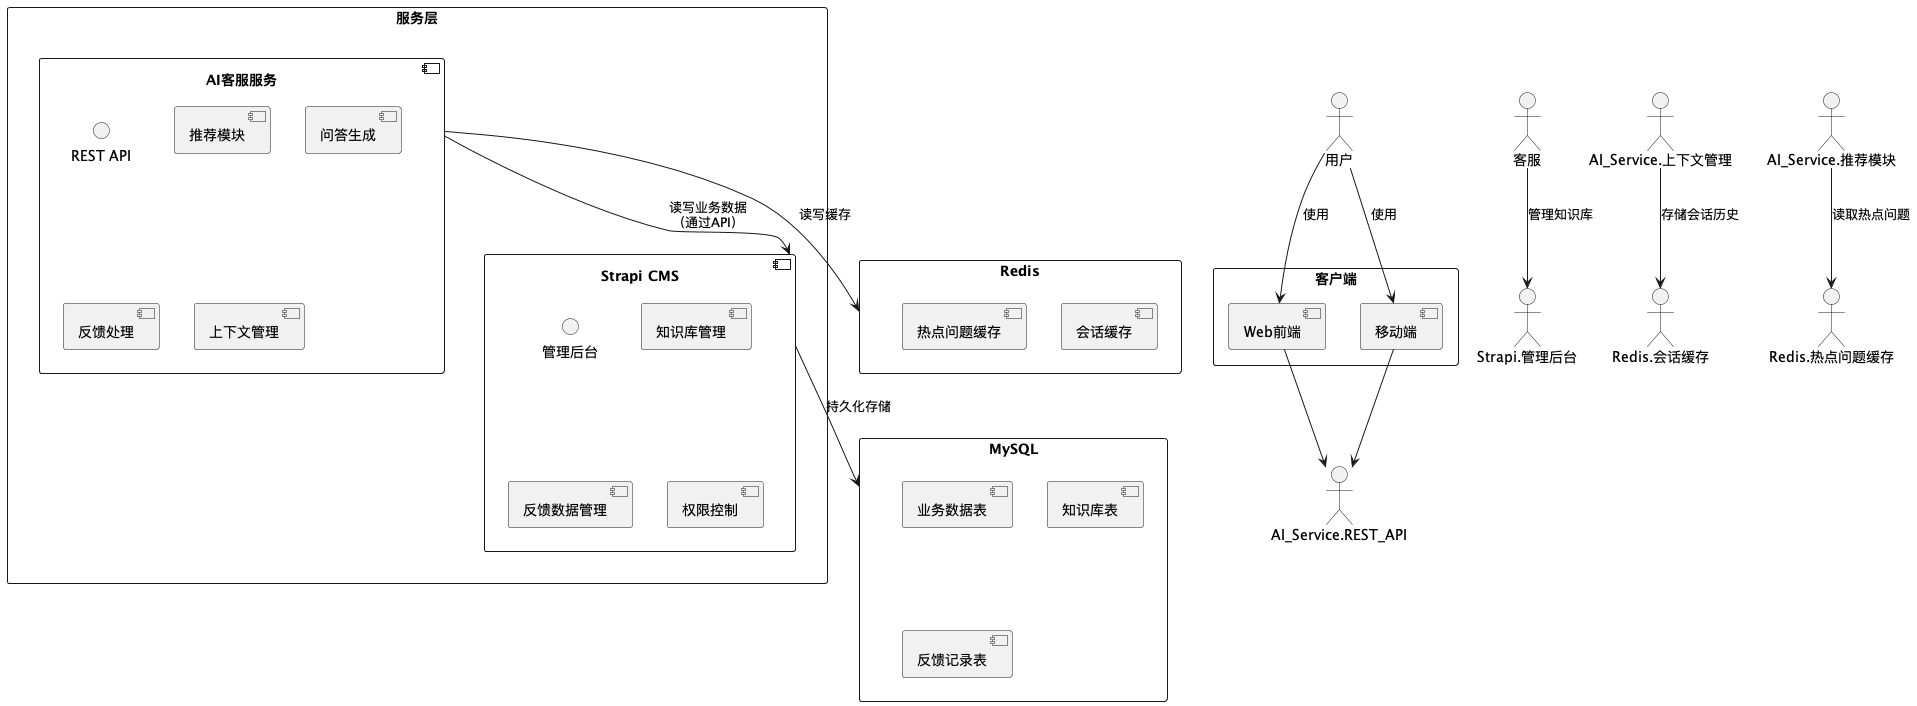 服务层
AI客服服务
REST API
推荐模块
问答生成
反馈处理
上下文管理
读写业务数据
（通过API）
读写缓存
Strapi CMS
管理后台
知识库管理
反馈数据管理
权限控制
持久化存储
Redis
热点问题缓存
会话缓存
MySQL
业务数据表
知识库表
反馈记录表
用户
使用
使用
客户端
Web前端
移动端
AI_Service.REST_API
客服
管理知识库
Strapi.管理后台
AI_Service.上下文管理
存储会话历史
Redis.会话缓存
AI_Service.推荐模块
读取热点问题
Redis.热点问题缓存